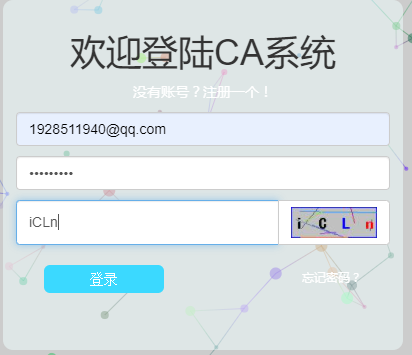 欢迎登陆CA系统
没有账号？注册一个！
1928511940@qq.com
•••••••••
iCLn
i C L n
登录
忘记密码？